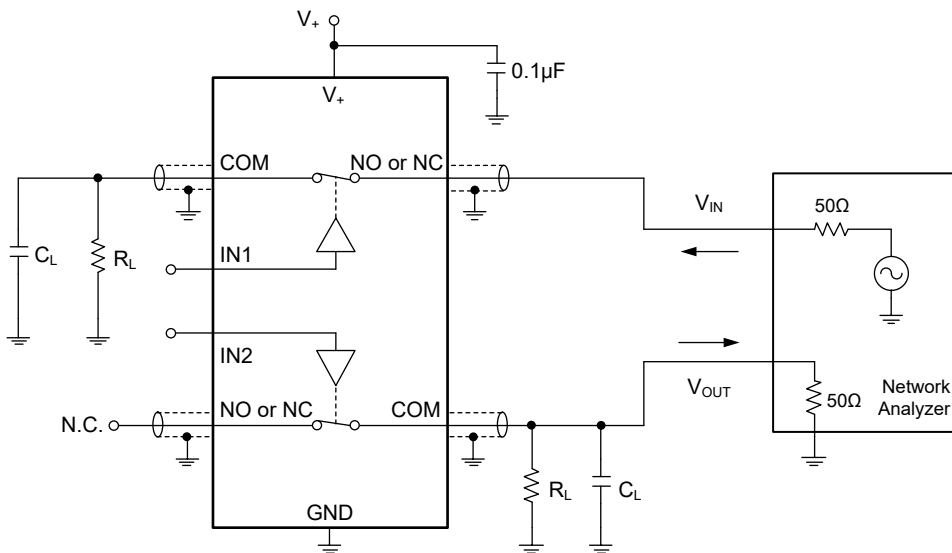 V+
0.1µF
V+
COM
NO or NC
VIN
50Ω
CL
RL
IN1
IN2
VOUT
50Ω
Network
Analyzer
N.C.
NO or NC
COM
RL
CL
GND